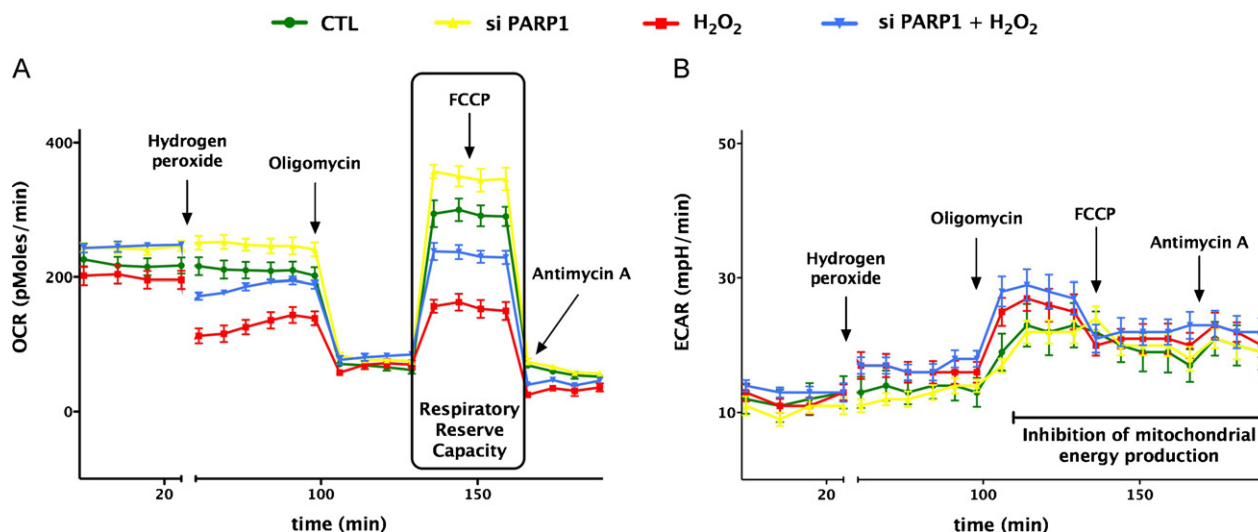 CTL si PARP1 H₂O₂ si PARP1 + H₂O₂
A
FCCP
400
Hydrogen
peroxide
Oligomycin
300
200
Antimycin A
100
0
Respiratory
Reserve
Capacity
OCR (pMoles/min)
20 100 150
time (min)
B
50
Oligomycin
FCCP
Hydrogen
peroxide
Antimycin A
30
10
Inhibition of mitochondrial
energy production
ECAR (mpH/min)
20 100 150
time (min)